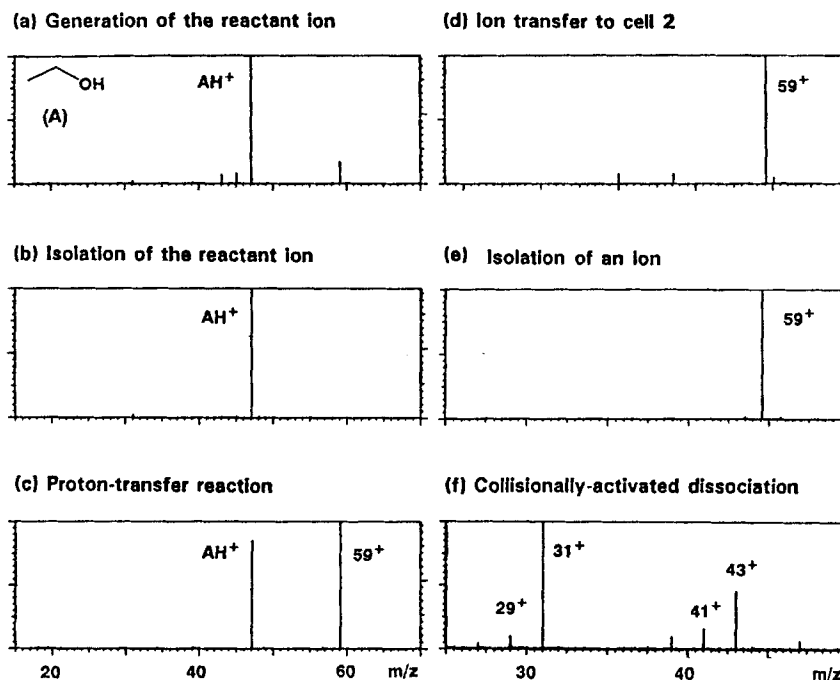 (a) Generation of the reactant ion
OH
(A)
AH+
(b) Isolation of the reactant ion
AH+
(c) Proton-transfer reaction
AH+
59+
20
40
60
m/z
(d) Ion transfer to cell 2
59+
(e) Isolation of an ion
59+
(f) Collisionally-activated dissociation
31+
29+
41+
43+
30
40
m/z